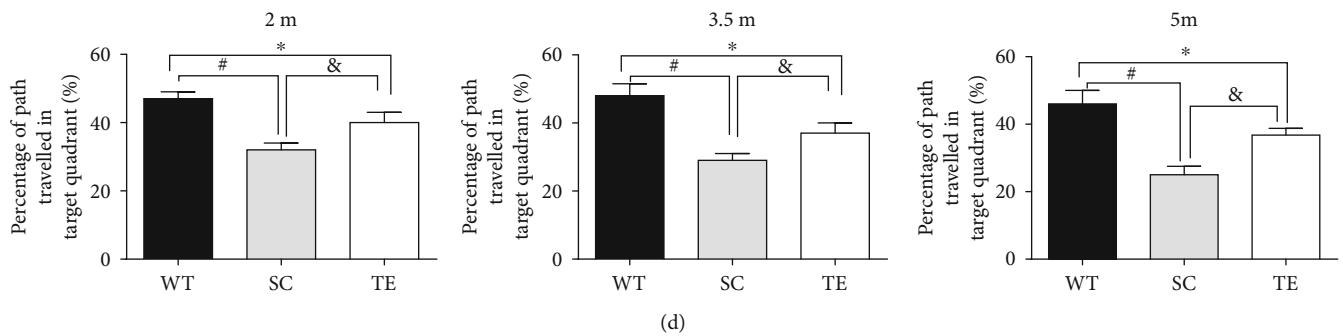 2 m
Percentage of path
travelled in
target quadrant (%)
60
40
20
0
*
#
&
WT SC TE
3.5 m
Percentage of path
travelled in
target quadrant (%)
60
40
20
0
*
#
&
WT SC TE
5m
Percentage of path
travelled in
target quadrant (%)
60
40
20
0
*
#
&
WT SC TE
(d)